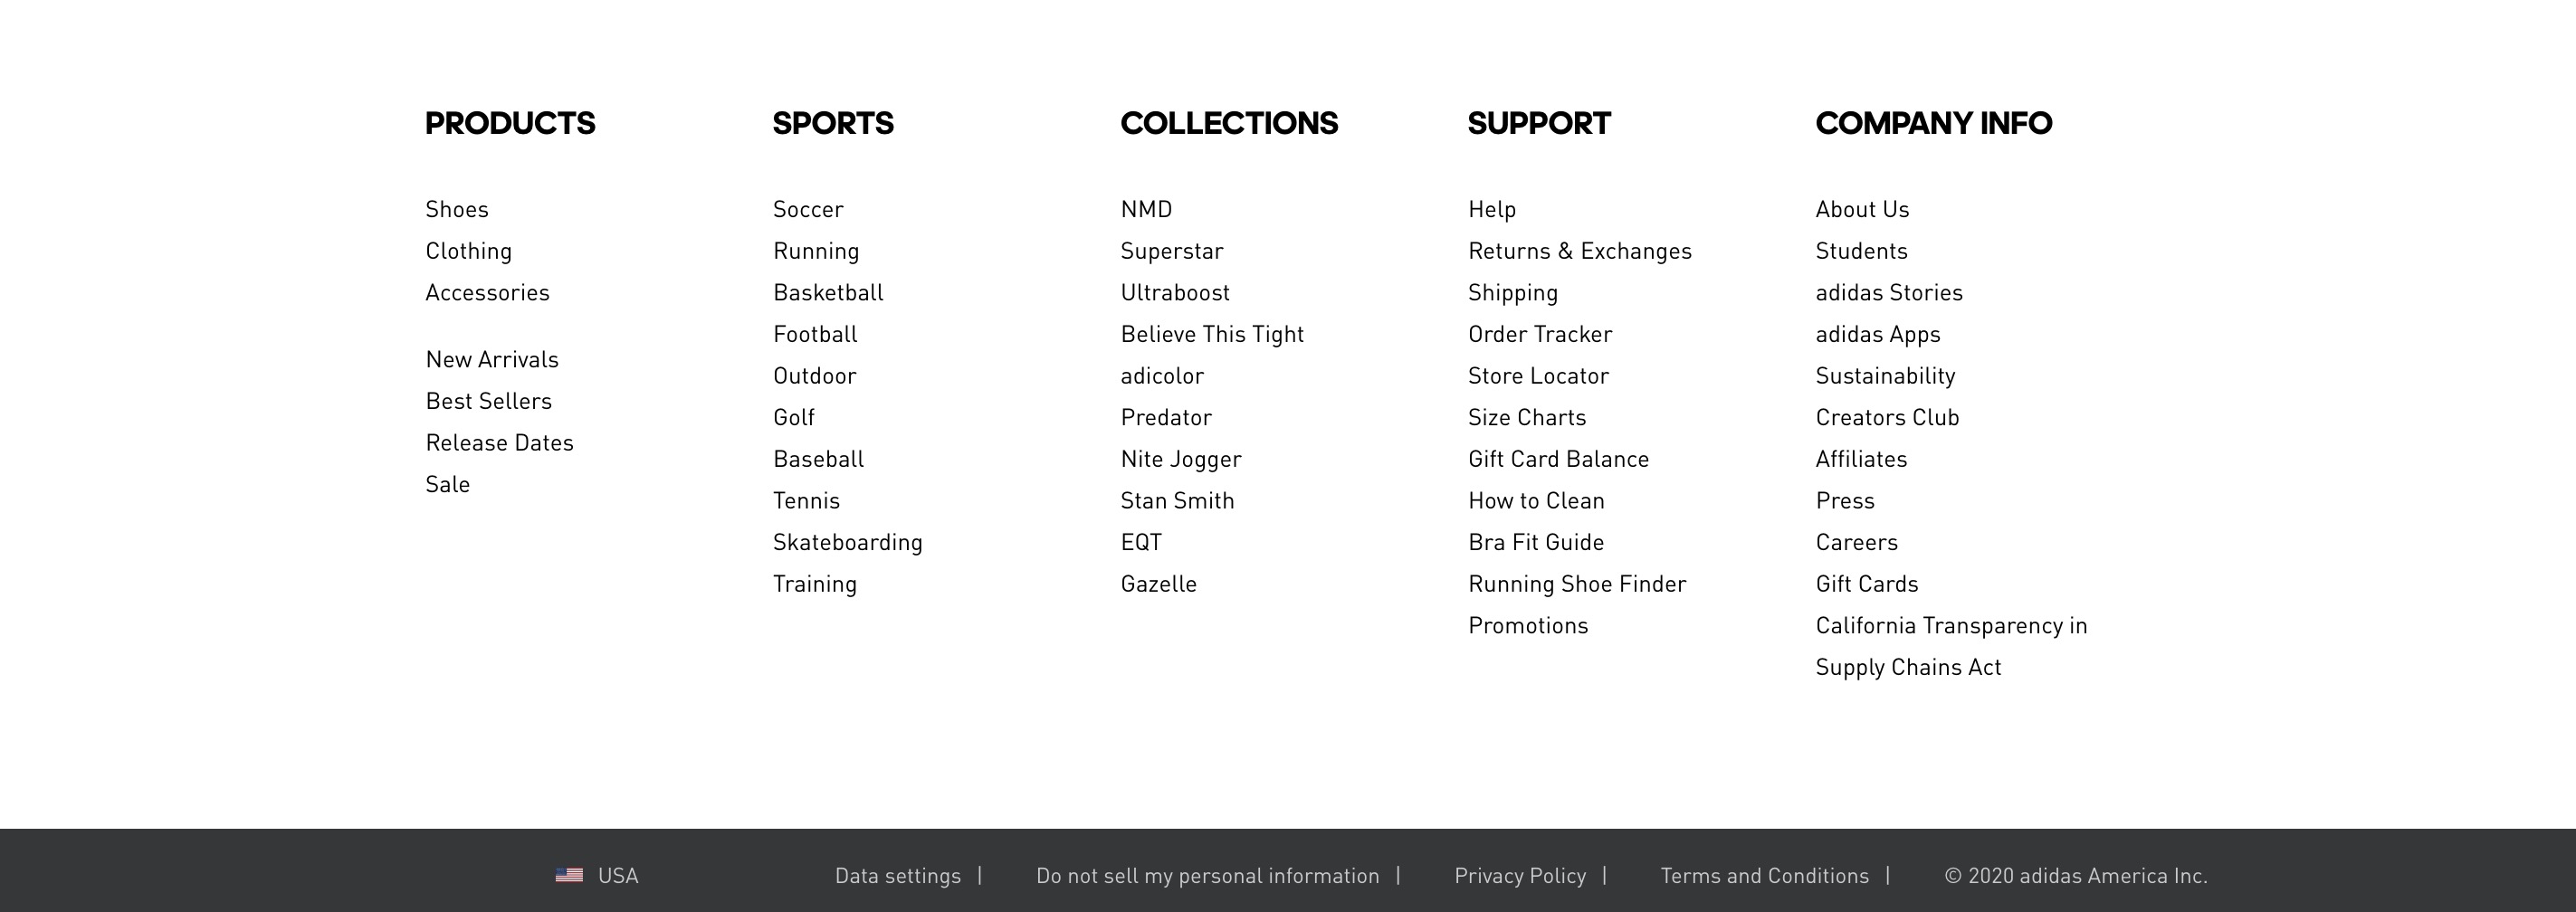 PRODUCTS
Shoes
Clothing
Accessories
New Arrivals
Best Sellers
Release Dates
Sale
SPORTS
Soccer
Running
Basketball
Football
Outdoor
Golf
Baseball
Tennis
Skateboarding
Training
COLLECTIONS
NMD
Superstar
Ultraboost
Believe This Tight
adicolor
Predator
Nite Jogger
Stan Smith
EQT
Gazelle
SUPPORT
Help
Returns & Exchanges
Shipping
Order Tracker
Store Locator
Size Charts
Gift Card Balance
How to Clean
Bra Fit Guide
Running Shoe Finder
Promotions
COMPANY INFO
About Us
Students
adidas Stories
adidas Apps
Sustainability
Creators Club
Affiliates
Press
Careers
Gift Cards
California Transparency in
Supply Chains Act
USA Data settings | Do not sell my personal information | Privacy Policy | Terms and Conditions | © 2020 adidas America Inc.